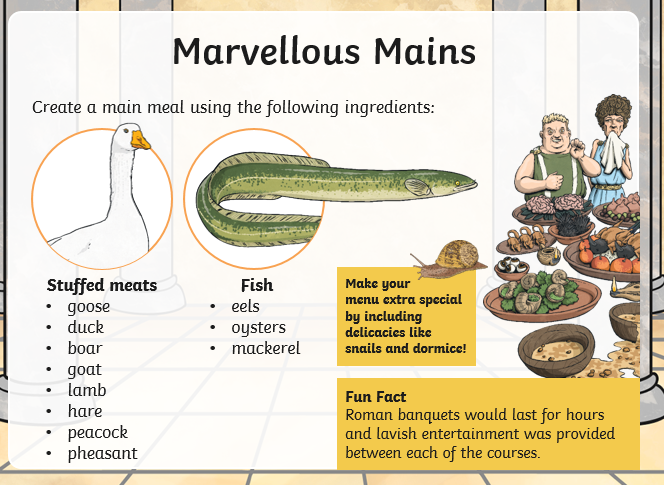 Marvellous Mains
Create a main meal using the following ingredients:
Stuffed meats
• goose
• duck
• boar
• goat
• lamb
• hare
• peacock
• pheasant
Fish
• eels
• oysters
• mackerel
Make your
menu extra special
by including
delicacies like
snails and dormice!
Fun Fact
Roman banquets would last for hours
and lavish entertainment was provided
between each of the courses.